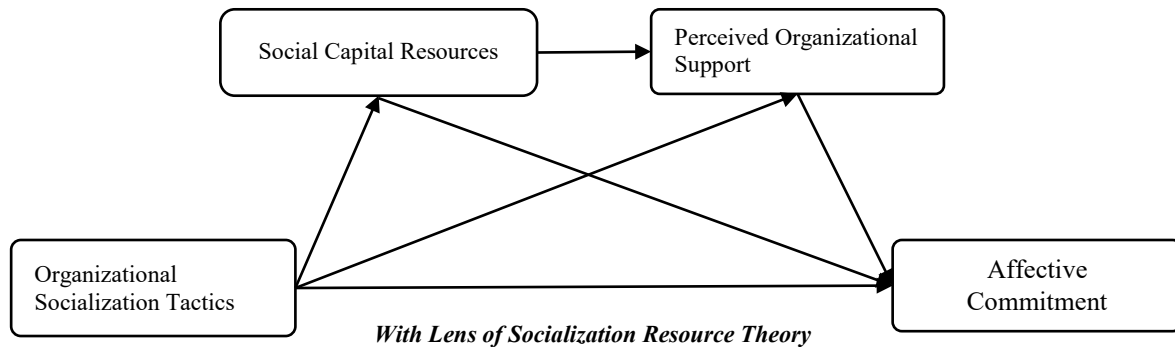 Social Capital Resources
Perceived Organizational
Support
Organizational
Socialization Tactics
Affective
Commitment
With Lens of Socialization Resource Theory